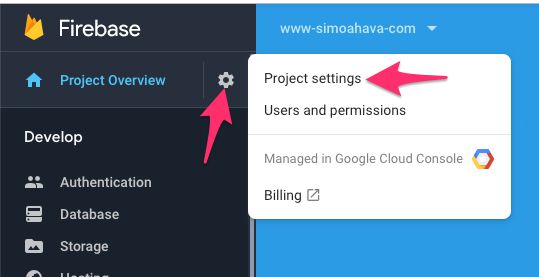 Firebase
www-simoahava-com
Project Overview
Project settings
Users and permissions
Develop
Managed in Google Cloud Console
Authentication
Billing
Database
Storage
Hosting